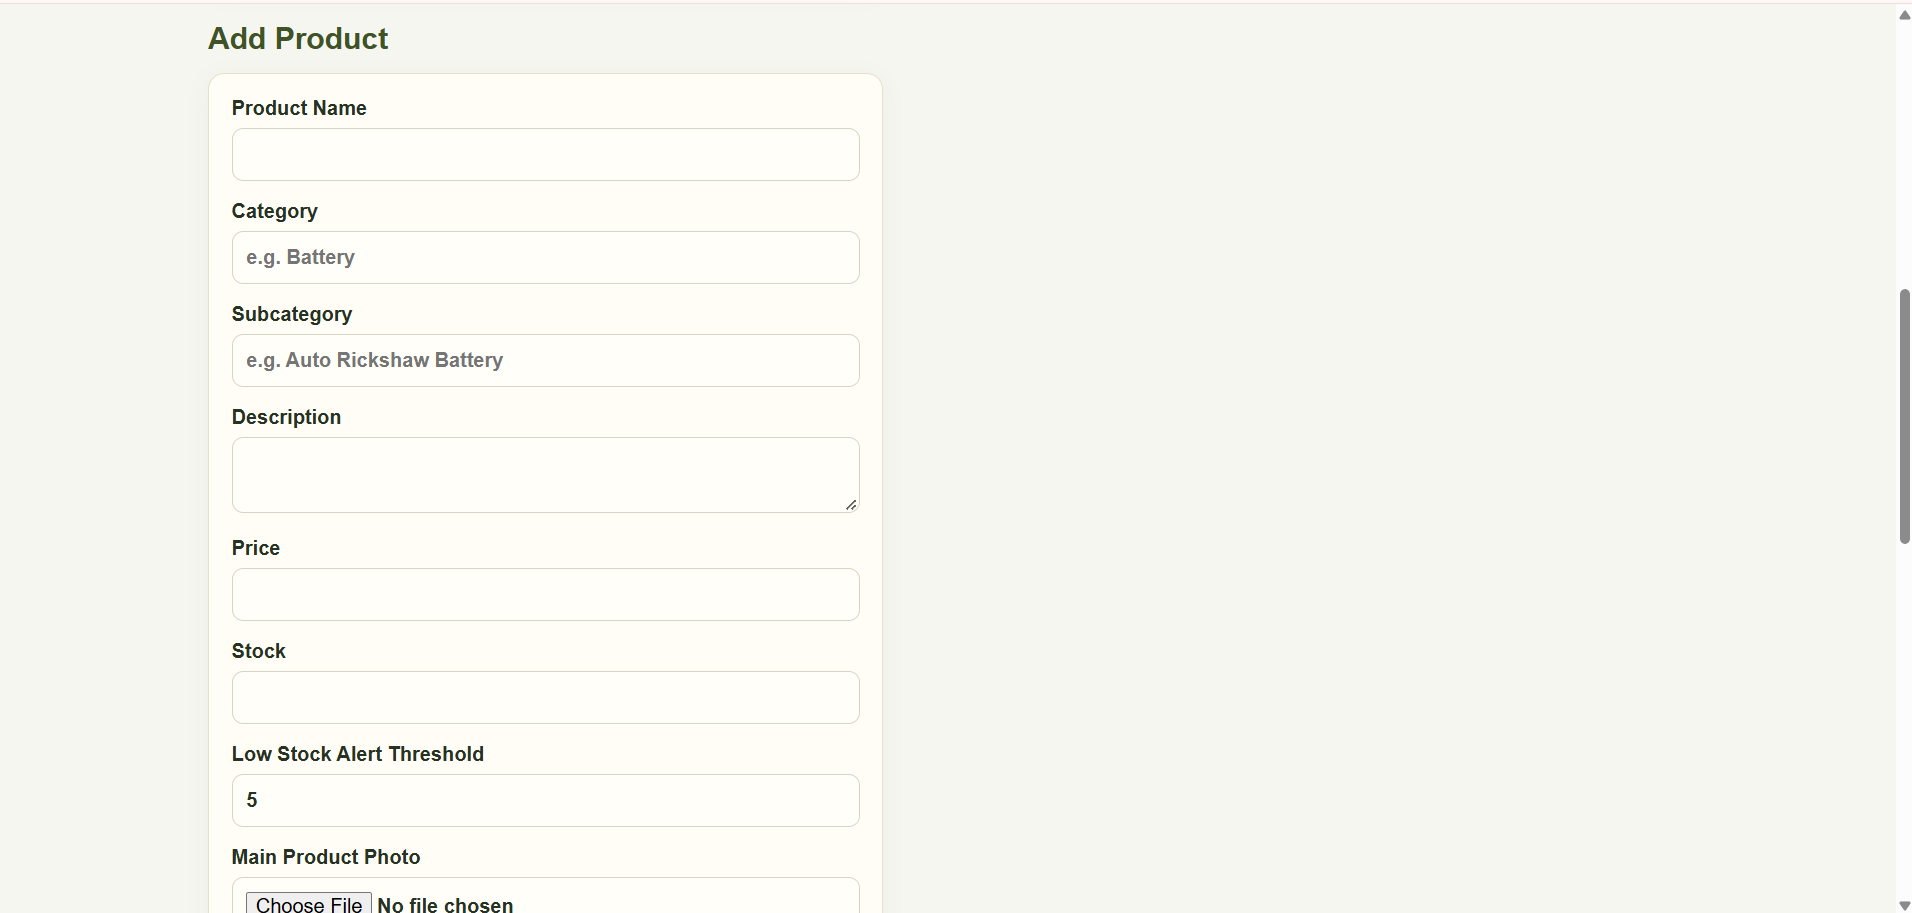 Add Product
Product Name
Category
e.g. Battery
Subcategory
e.g. Auto Rickshaw Battery
Description
Price
Stock
Low Stock Alert Threshold
5
Main Product Photo
Choose File No file chosen